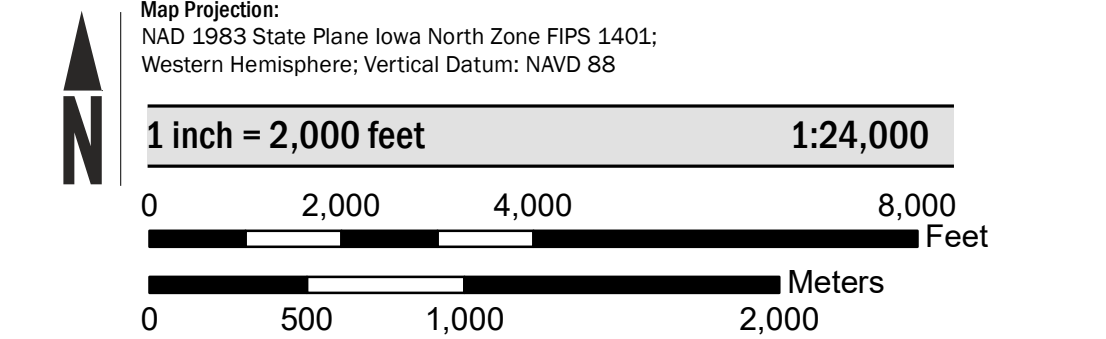 Map Projection:
NAD 1983 State Plane Iowa North Zone FIPS 1401;
Western Hemisphere; Vertical Datum: NAVD 88
N
1 inch = 2,000 feet 1:24,000
0 2,000 4,000 8,000
Feet
Meters
0 500 1,000 2,000